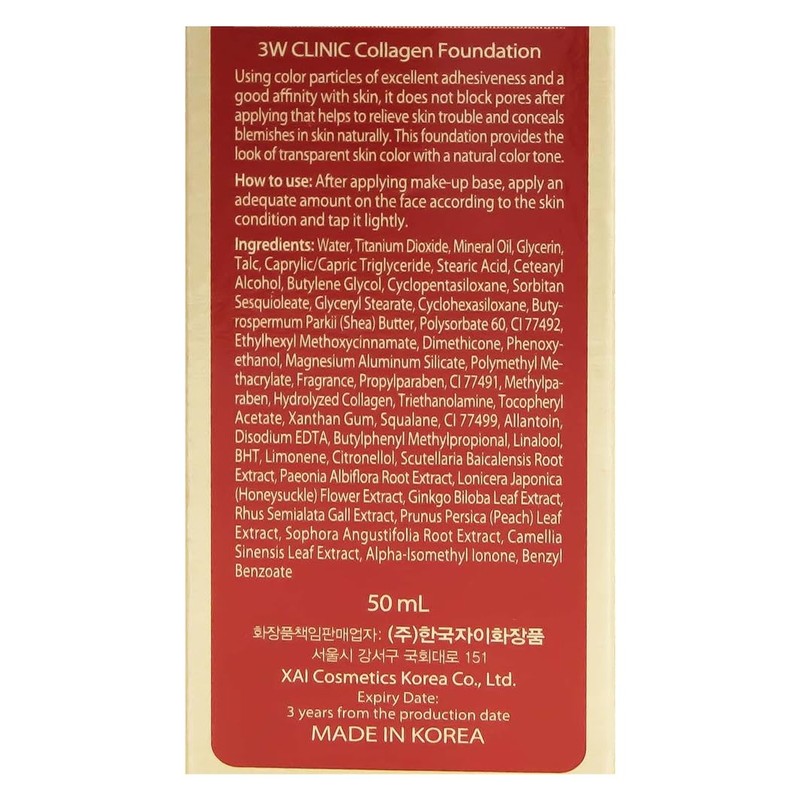 3W CLINIC Collagen Foundation
Using color particles of excellent adhesiveness and a
good affinity with skin, it does not block pores after
applying that helps to relieve skin trouble and conceals
blemishes in skin naturally. This foundation provides the
look of transparent skin color with a natural color tone.
How to use: After applying make-up base, apply an
adequate amount on the face according to the skin
condition and tap it lightly.
Ingredients: Water, Titanium Dioxide, Mineral Oil, Glycerin,
Talc, Caprylic/Capric Triglyceride, Stearic Acid, Cetearyl
Alcohol, Butylene Glycol, Cyclopentasiloxane, Sorbitan
Sesquioleate, Glyceryl Stearate, Cyclohexasiloxane, Buty-
rospermum Parkii (Shea) Butter, Polysorbate 60, CI 77492,
Ethylhexyl Methoxycinnamate, Dimethicone, Phenoxy-
ethanol, Magnesium Aluminum Silicate, Polymethyl Me-
thacrylate, Fragrance, Propylparaben, CI 77491, Methylpa-
raben, Hydrolyzed Collagen, Triethanolamine, Tocopheryl
Acetate, Xanthan Gum, Squalane, CI 77499, Allantoin,
Disodium EDTA, Butylphenyl Methylpropional, Linalool,
BHT, Limonene, Citronellol, Scutellaria Baicalensis Root
Extract, Paeonia Albiflora Root Extract, Lonicera Japonica
(Honeysuckle) Flower Extract, Ginkgo Biloba Leaf Extract,
Rhus Semialata Gall Extract, Prunus Persica (Peach) Leaf
Extract, Sophora Angustifolia Root Extract, Camellia
Sinensis Leaf Extract, Alpha-Isomethyl Ionone, Benzyl
Benzoate
50 mL
화장품책임판매업자: (주)한국자이화장품
서울시 강서구 국회대로 151
XAI Cosmetics Korea Co., Ltd.
Expiry Date:
3 years from the production date
MADE IN KOREA